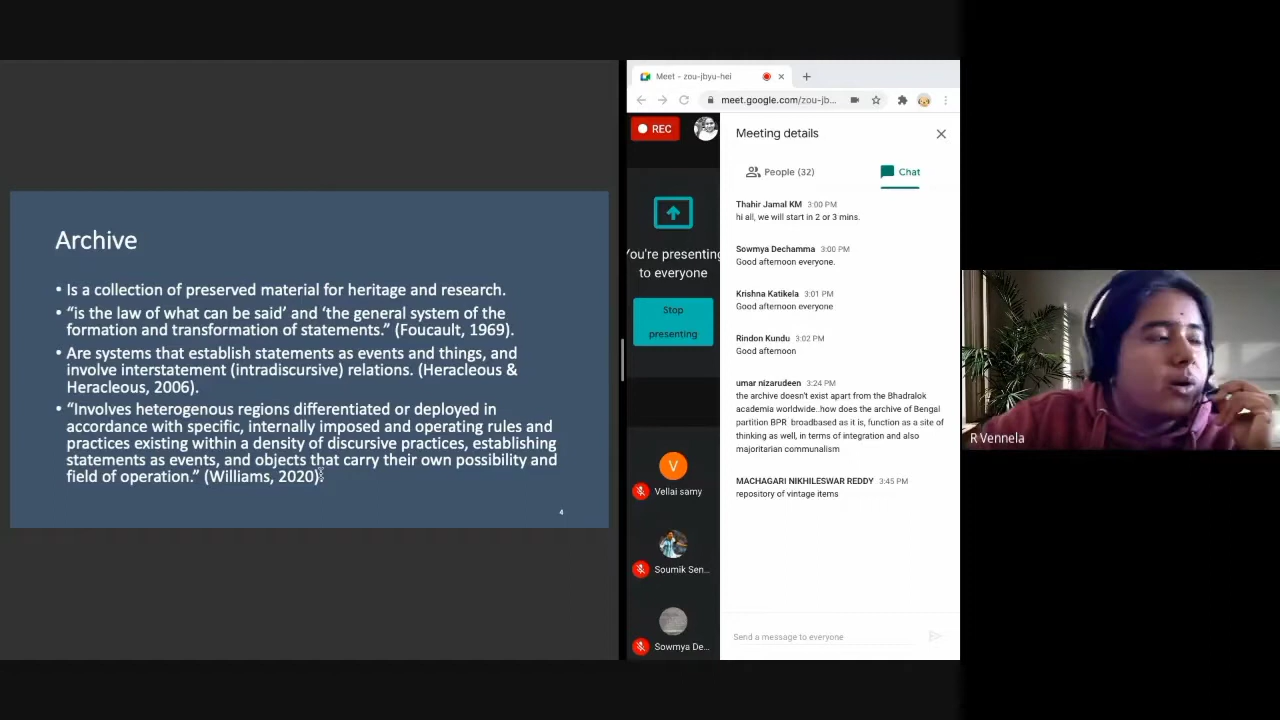 Archive
• Is a collection of preserved material for heritage and research.
• “is the law of what can be said’ and ‘the general system of the
formation and transformation of statements.” (Foucault, 1969).
• Are systems that establish statements as events and things, and
involve interstatement (intradiscursive) relations. (Heracleous &
Heracleous, 2006).
• “Involves heterogenous regions differentiated or deployed in
accordance with specific, internally imposed and operating rules and
practices existing within a density of discursive practices, establishing
statements as events, and objects that carry their own possibility and
field of operation.” (Williams, 2020)
4
Meet - zou-jbyu-hei
meet.google.com/zou-jb...
REC
You're presenting
to everyone
Stop
presenting
V
Vellai samy
Soumik Sen...
Sowmya De...
Meeting details
People (32)
Chat
Thahir Jamal KM 3:00 PM
hi all, we will start in 2 or 3 mins.
Sowmya Dechamma 3:00 PM
Good afternoon everyone.
Krishna Katikela 3:01 PM
Good afternoon everyone
Rindon Kundu 3:02 PM
Good afternoon
umar nizarudeen 3:24 PM
the archive doesn't exist apart from the Bhadralok
academia worldwide..how does the archive of Bengal
partition BPR broadbased as it is, function as a site of
thinking as well, in terms of integration and also
majoritarian communalism
MACHAGARI NIKHILESWAR REDDY 3:45 PM
repository of vintage items
Send a message to everyone
R Vennela